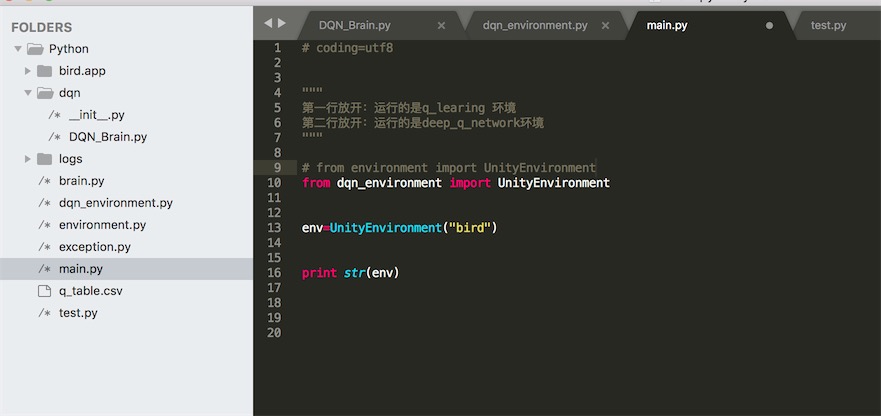 FOLDERS
Python
bird.app
dqn
/* __init__.py
/* DQN_Brain.py
logs
/* brain.py
/* dqn_environment.py
/* environment.py
/* exception.py
/* main.py
q_table.csv
/* test.py
DQN_Brain.py ×
dqn_environment.py ×
main.py
test.py
1 # coding=utf8
2
3
4 """
5 第一行放开：运行的是q_learing 环境
6 第二行放开：运行的是deep_q_network环境
7 """
8
9 # from environment import UnityEnvironment
10 from dqn_environment import UnityEnvironment
11
12
13 env=UnityEnvironment("bird")
14
15
16 print str(env)
17
18
19
20